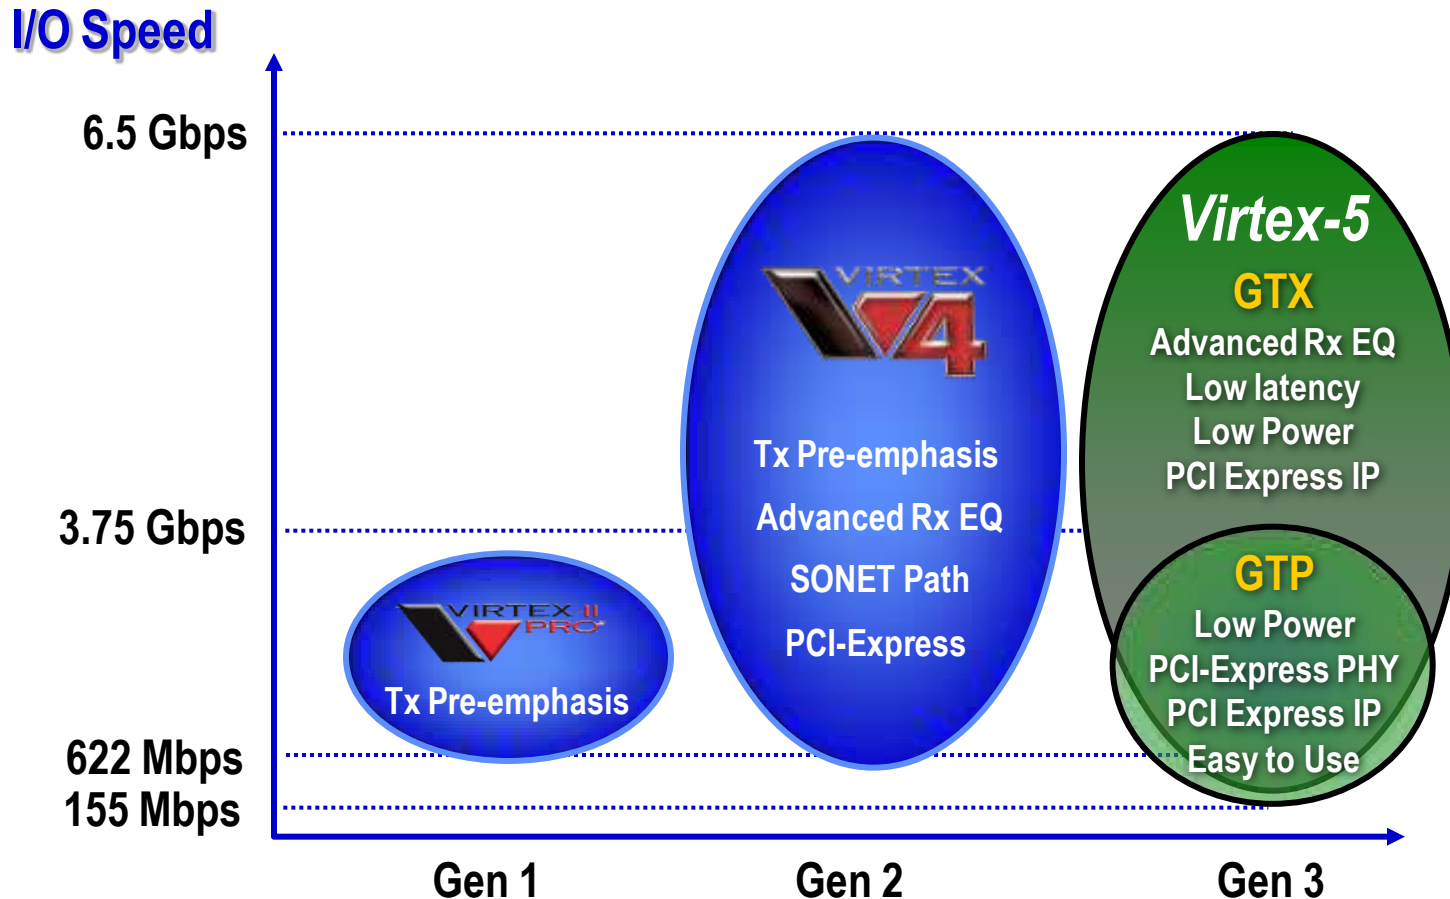 I/O Speed
6.5 Gbps
3.75 Gbps
622 Mbps
155 Mbps
VIRTEX-II
PRO
Tx Pre-emphasis
VIRTEX
4
Tx Pre-emphasis
Advanced Rx EQ
SONET Path
PCI-Express
Virtex-5
GTX
Advanced Rx EQ
Low latency
Low Power
PCI Express IP
GTP
Low Power
PCI-Express PHY
PCI Express IP
Easy to Use
Gen 1
Gen 2
Gen 3